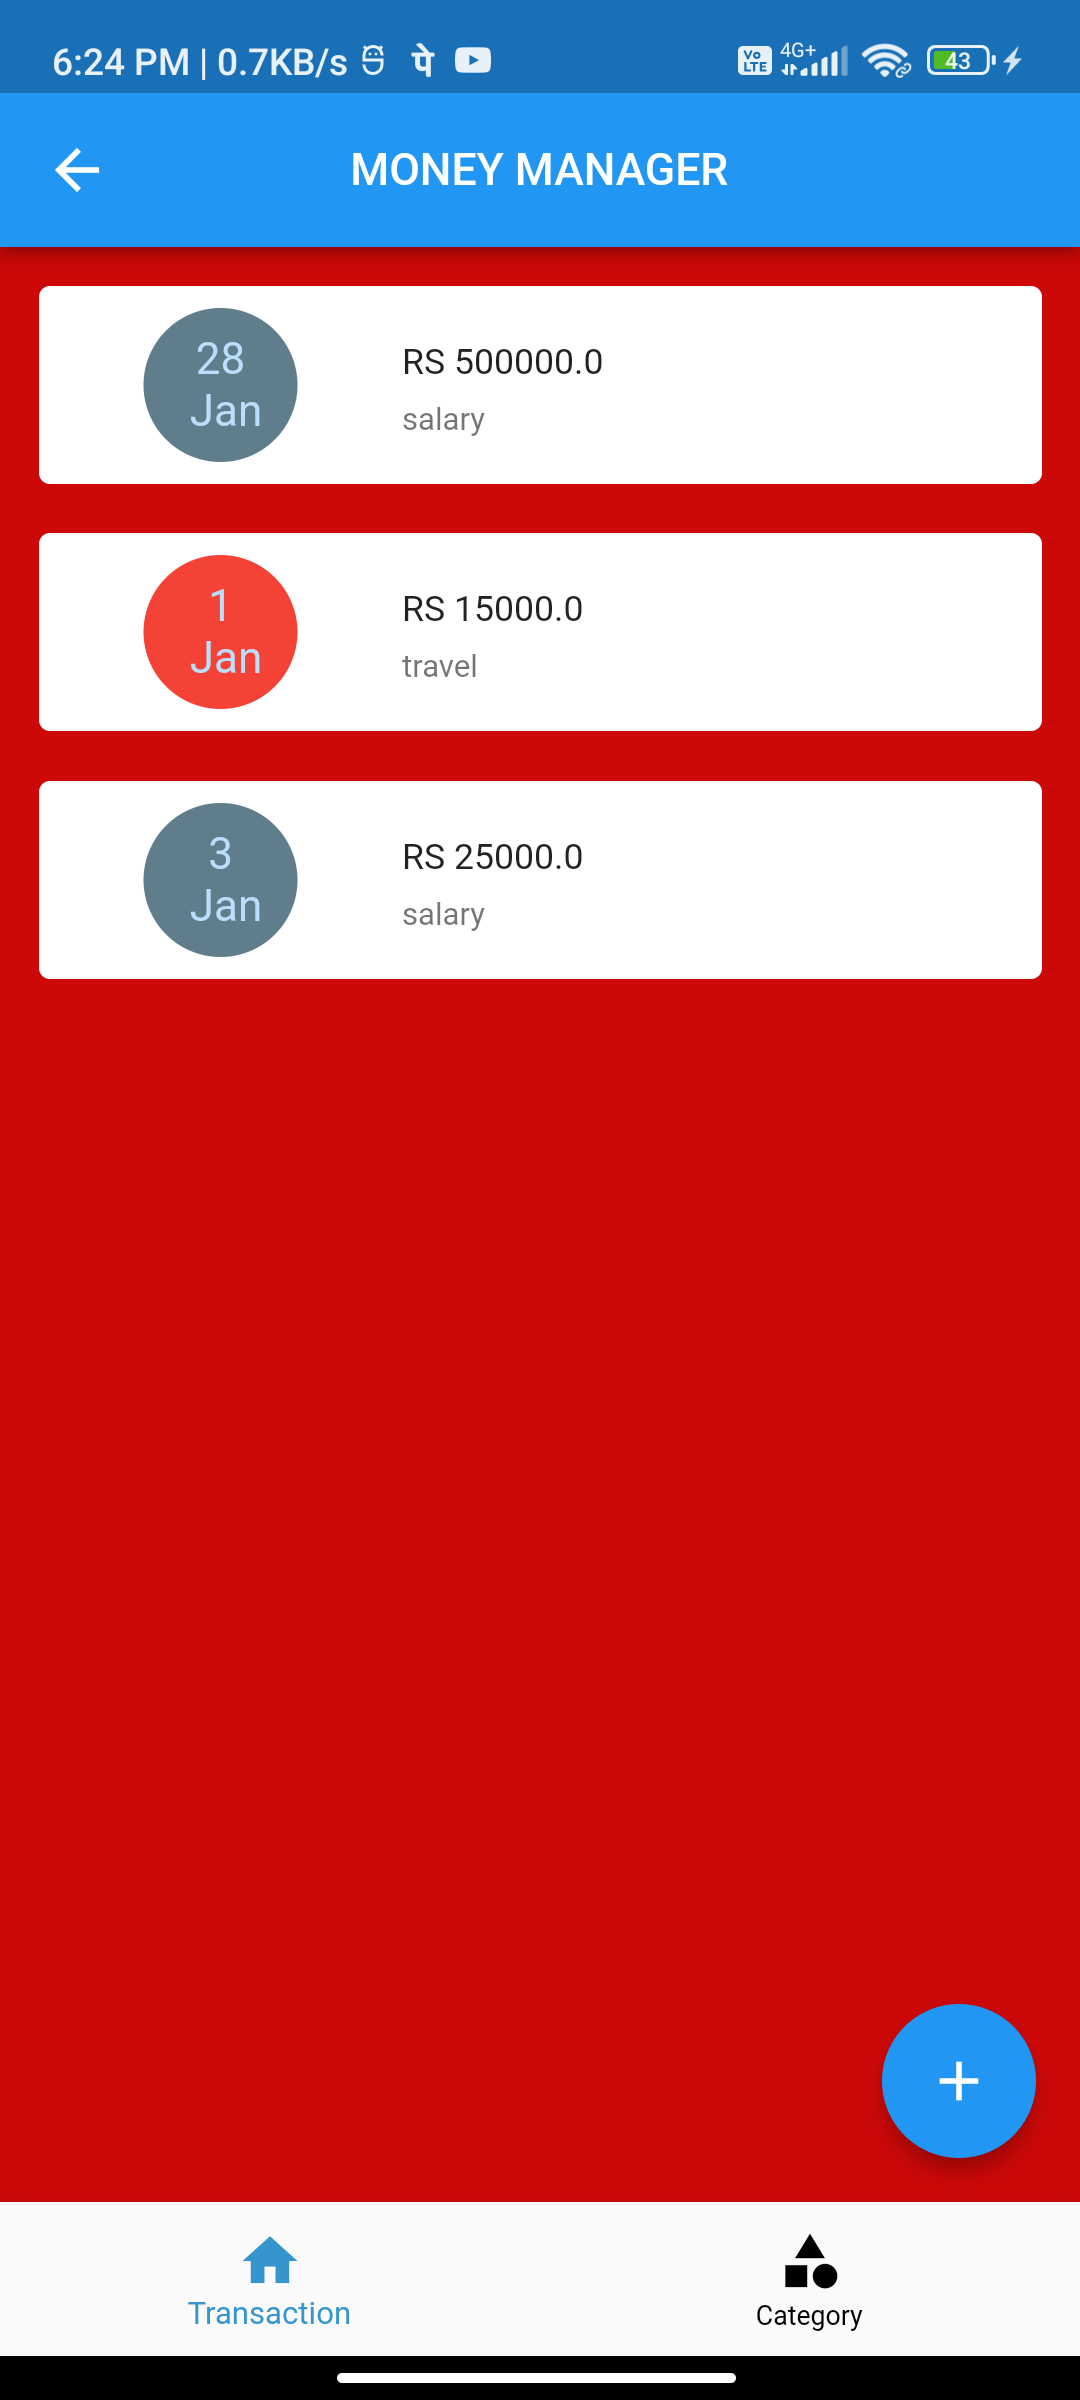 6:24 PM | 0.7KB/s पे Vo LTE 4G+ 43
MONEY MANAGER
28
Jan
RS 500000.0
salary
1
Jan
RS 15000.0
travel
3
Jan
RS 25000.0
salary
Transaction
Category